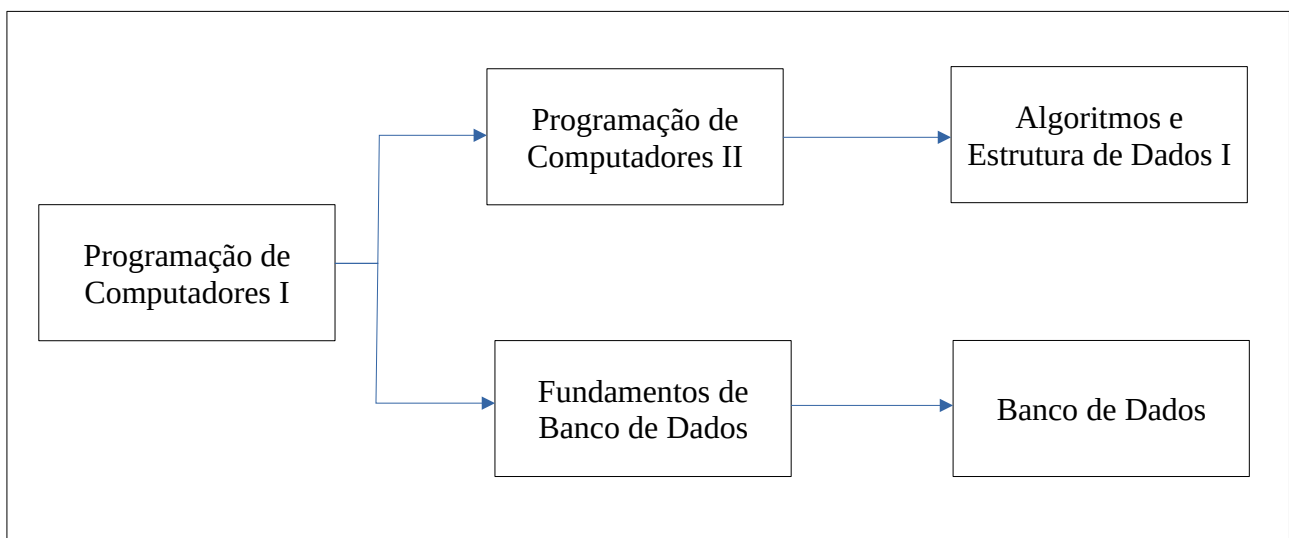 Programação de
Computadores I
Programação de
Computadores II
Algoritmos e
Estrutura de Dados I
Fundamentos de
Banco de Dados
Banco de Dados